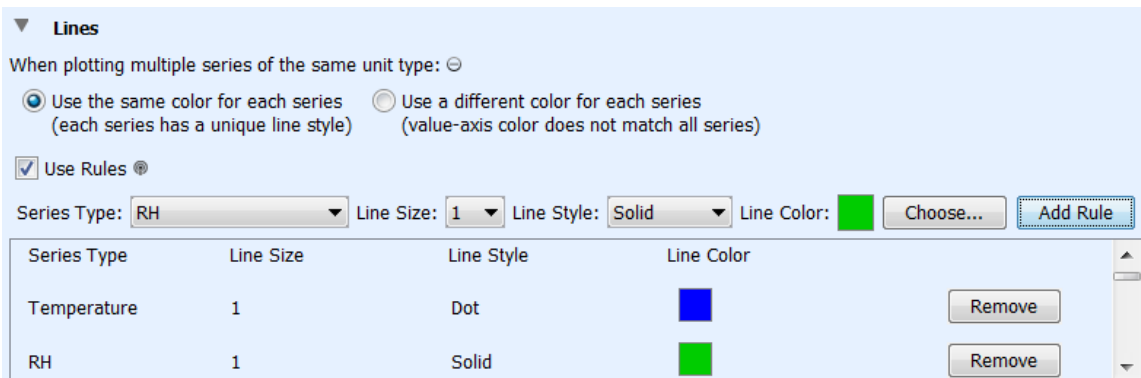 Lines
When plotting multiple series of the same unit type:
Use the same color for each series
(each series has a unique line style)
Use a different color for each series
(value-axis color does not match all series)
Use Rules
Series Type: RH Line Size: 1 Line Style: Solid Line Color: Choose... Add Rule
Series Type Line Size Line Style Line Color
Temperature 1 Dot Remove
RH 1 Solid Remove